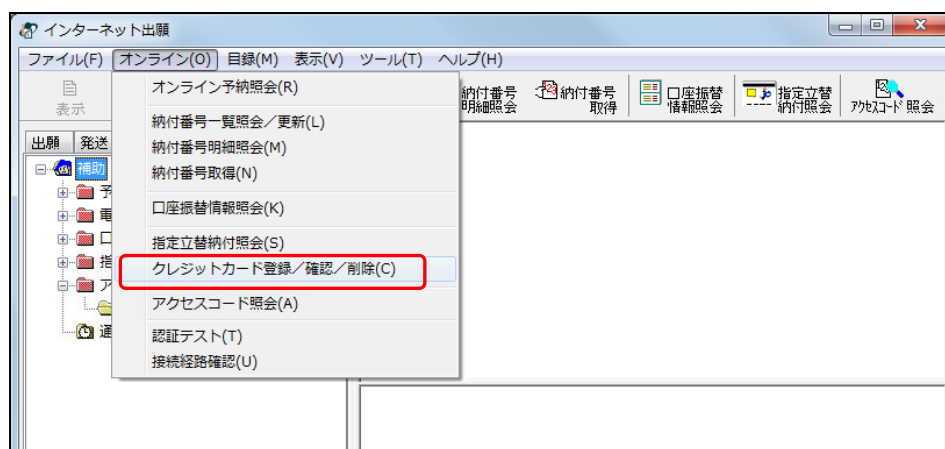 インターネット出願
ファイル(F) オンライン(O) 目録(M) 表示(V) ツール(T) ヘルプ(H)
表示
納付番号
明細照会
納付番号
取得
口座振替
情報照会
指定立替
納付照会
アクセスコード 照会
オンライン予納照会(R)
納付番号一覧照会／更新(L)
納付番号明細照会(M)
納付番号取得(N)
口座振替情報照会(K)
指定立替納付照会(S)
クレジットカード登録／確認／削除(C)
アクセスコード照会(A)
認証テスト(T)
接続経路確認(U)
出願 発送
補助
予
電
口
指
ア
通